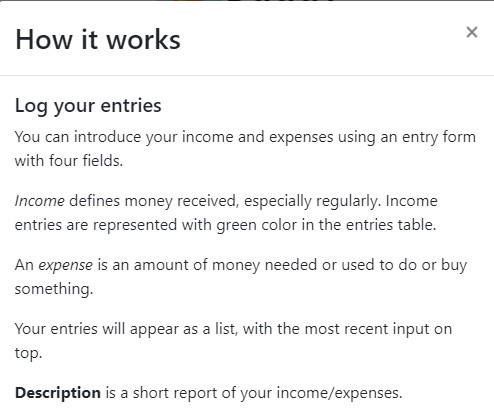 How it works
×
Log your entries
You can introduce your income and expenses using an entry form
with four fields.
Income defines money received, especially regularly. Income
entries are represented with green color in the entries table.
An expense is an amount of money needed or used to do or buy
something.
Your entries will appear as a list, with the most recent input on
top.
Description is a short report of your income/expenses.